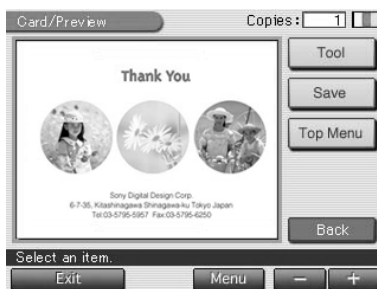 Card/Preview
Copies: 1
Tool
Thank You
Save
Top Menu
Sony Digital Design Corp.
6-7-35, Kitashinagawa Shinagawa-ku Tokyo Japan
Tel:03-5795-5957 Fax:03-5795-6250
Back
Select an item.
Exit
Menu
− +